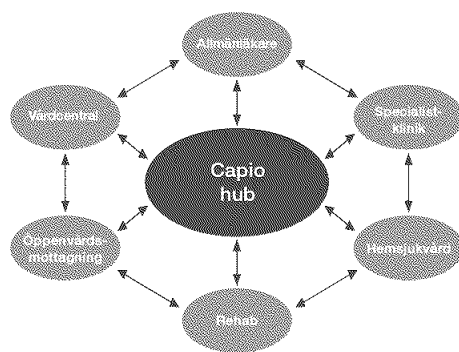 Allmänläkare
Vårdcentral
Specialist-
klinik
Capio
hub
Öppenvårds-
mottagning
Hemsjukvård
Rehab